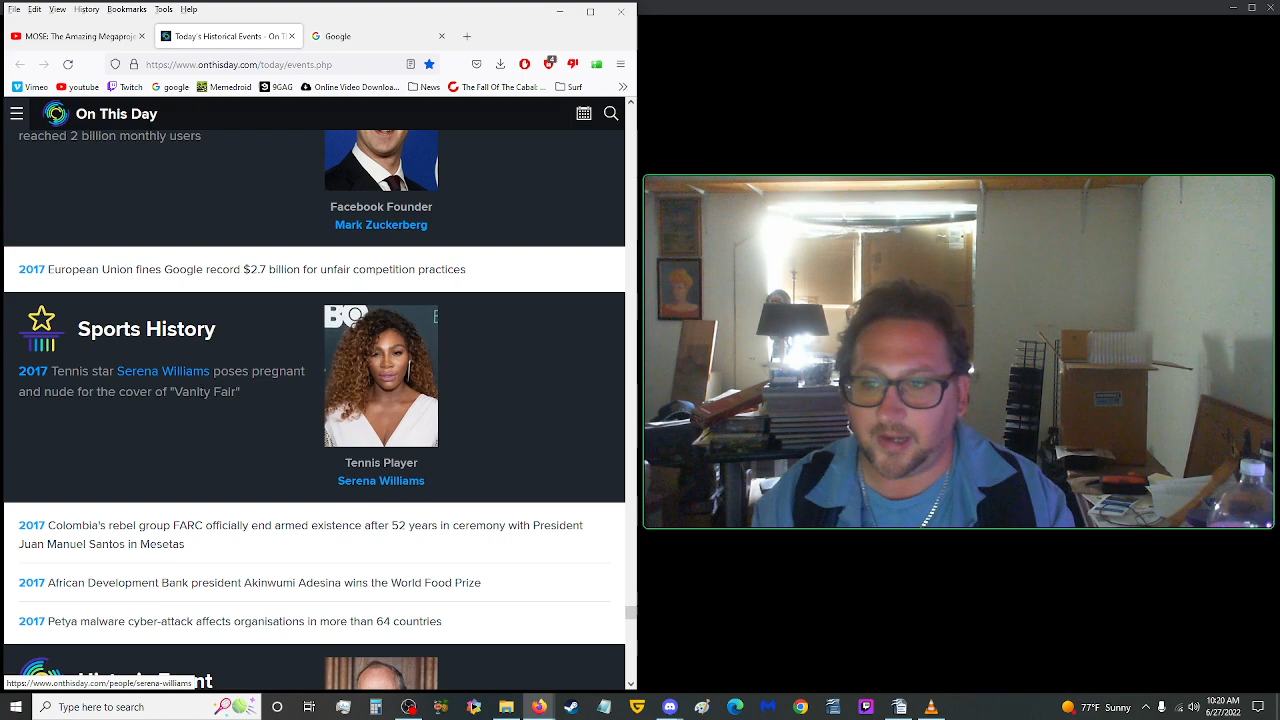 File Edit View History Bookmarks Tools Help
MOSE: The Amazing Megaproje
Today's Historical Events - On Tl
Google
https://www.onthisday.com/today/events.php
4
Vimeo youtube Twitch google Memedroid 9GAG Online Video Downloa... News The Fall Of The Cabal:... Surf
On This Day
reached 2 billion monthly users
Facebook Founder
Mark Zuckerberg
2017 European Union fines Google record $2.7 billion for unfair competition practices
Sports History
2017 Tennis star Serena Williams poses pregnant
and nude for the cover of "Vanity Fair"
Tennis Player
Serena Williams
2017 Colombia's rebel group FARC officially end armed existence after 52 years in ceremony with President
Juan Manuel Santos in Mesetas
2017 African Development Bank president Akinwumi Adesina wins the World Food Prize
2017 Petya malware cyber-attack affects organisations in more than 64 countries
https://www.onthisday.com/people/serena-williams
Type here to search
77°F Sunny
10:20 AM
6/27/2022